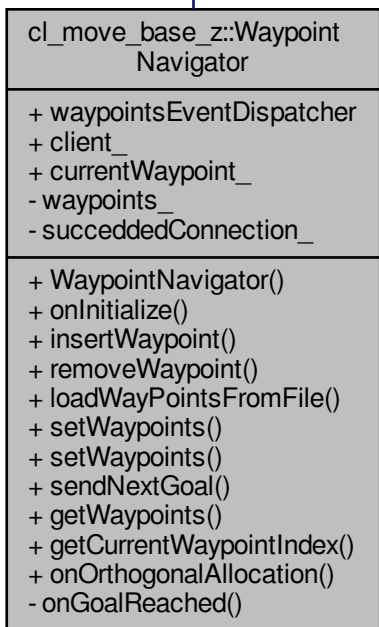 cl_move_base_z::Waypoint
Navigator
+ waypointsEventDispatcher
+ client_
+ currentWaypoint_
- waypoints_
- succeddedConnection_
+ WaypointNavigator()
+ onInitialize()
+ insertWaypoint()
+ removeWaypoint()
+ loadWayPointsFromFile()
+ setWaypoints()
+ setWaypoints()
+ sendNextGoal()
+ getWaypoints()
+ getCurrentWaypointIndex()
+ onOrthogonalAllocation()
- onGoalReached()